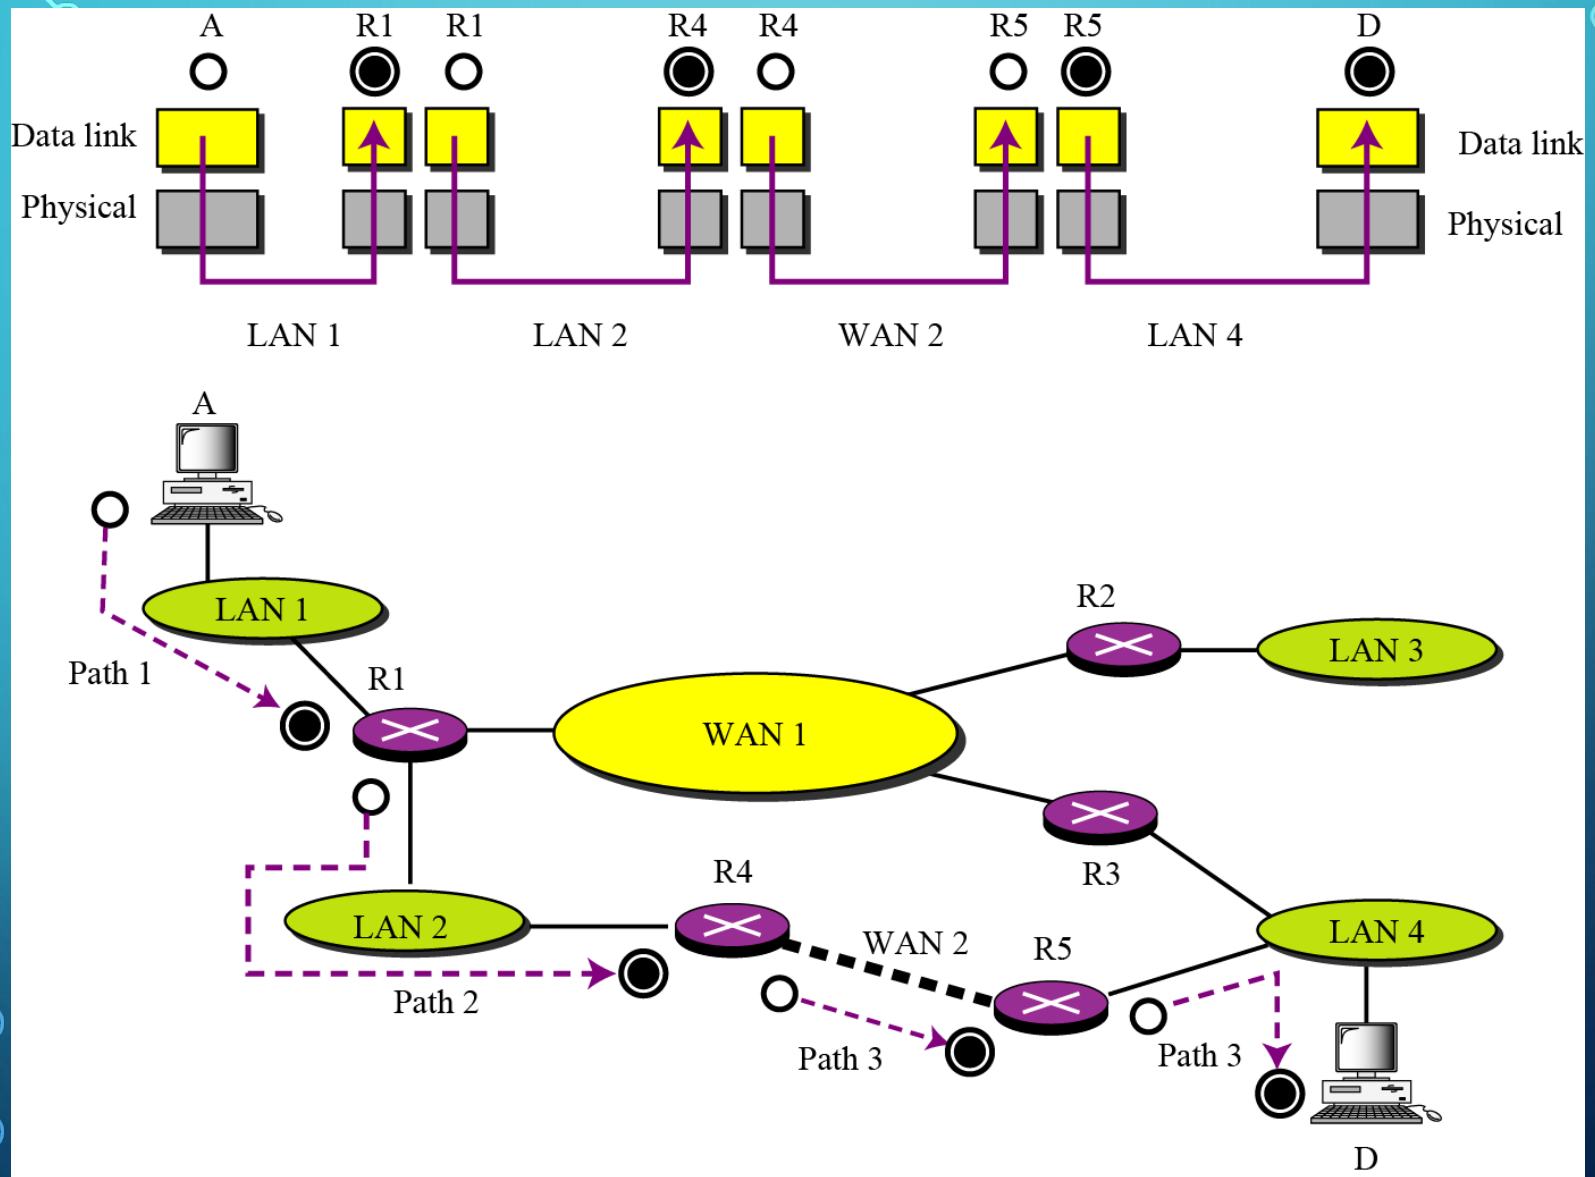 A R1 R1 R4 R4 R5 R5 D
Data link
Data link
Physical
Physical
LAN 1 LAN 2 WAN 2 LAN 4
A
LAN 1
R2
LAN 3
Path 1
R1
WAN 1
R4
R3
LAN 2
WAN 2
R5
LAN 4
Path 2
Path 3
Path 3
D